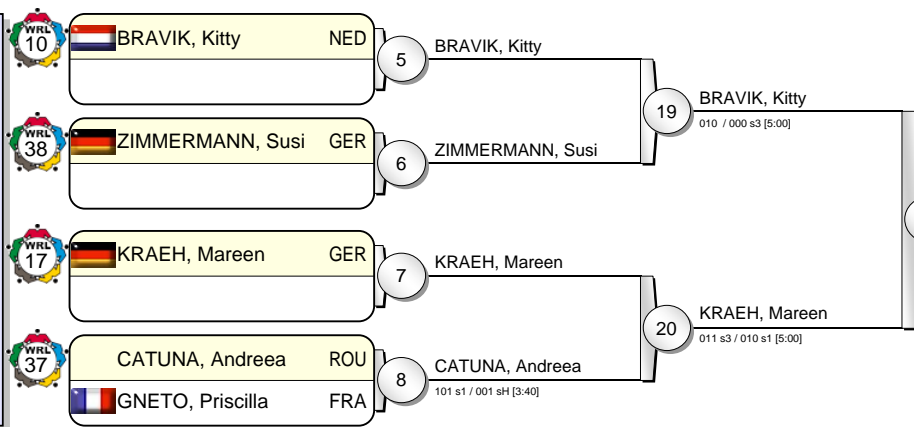 WRL
10
BRAVIK, Kitty NED
5
BRAVIK, Kitty
WRL
38
ZIMMERMANN, Susi GER
6
ZIMMERMANN, Susi
19
BRAVIK, Kitty
010 / 000 s3 [5:00]
WRL
17
KRAEH, Mareen GER
7
KRAEH, Mareen
WRL
37
CATUNA, Andreea ROU
GNETO, Priscilla FRA
8
CATUNA, Andreea
101 s1 / 001 sH [3:40]
20
KRAEH, Mareen
011 s3 / 010 s1 [5:00]